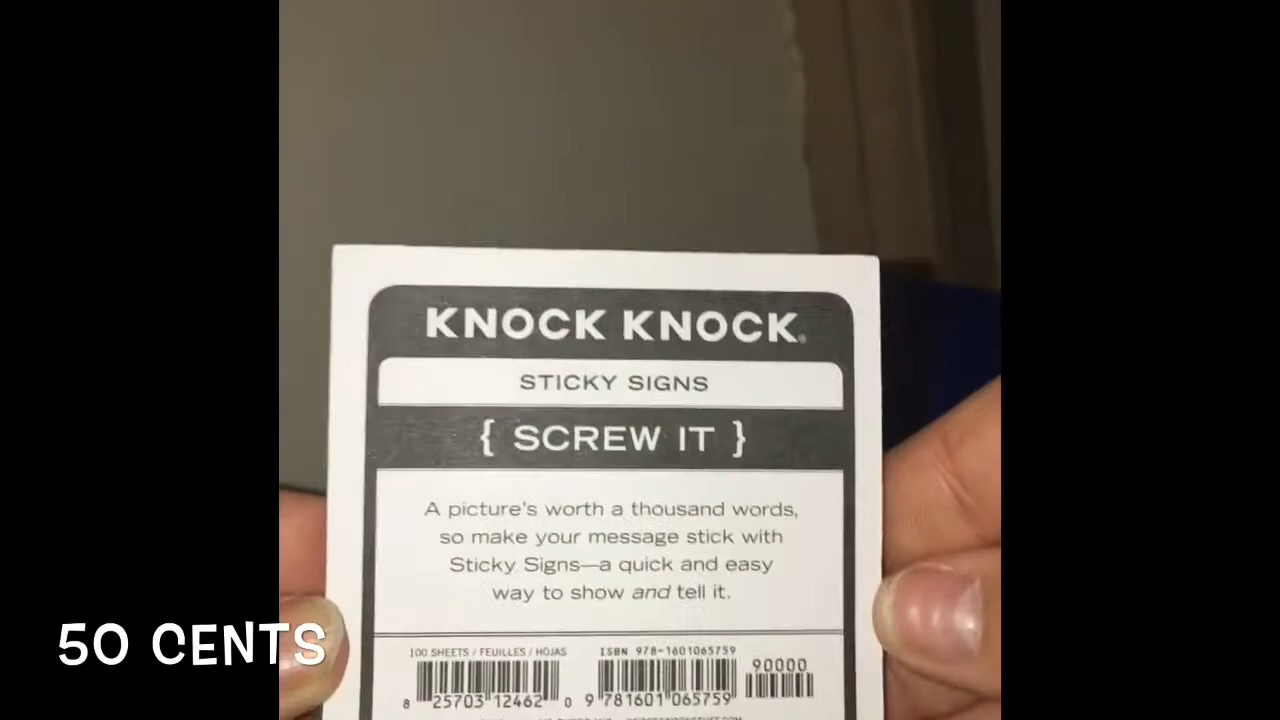 KNOCK KNOCK®
STICKY SIGNS
{ SCREW IT }
A picture's worth a thousand words,
so make your message stick with
Sticky Signs—a quick and easy
way to show and tell it.
100 SHEETS / FEUILLES / HOJAS
ISBN 978-1601065759
90000
8 25703 12462 0
9 781601 065759
50 CENTS